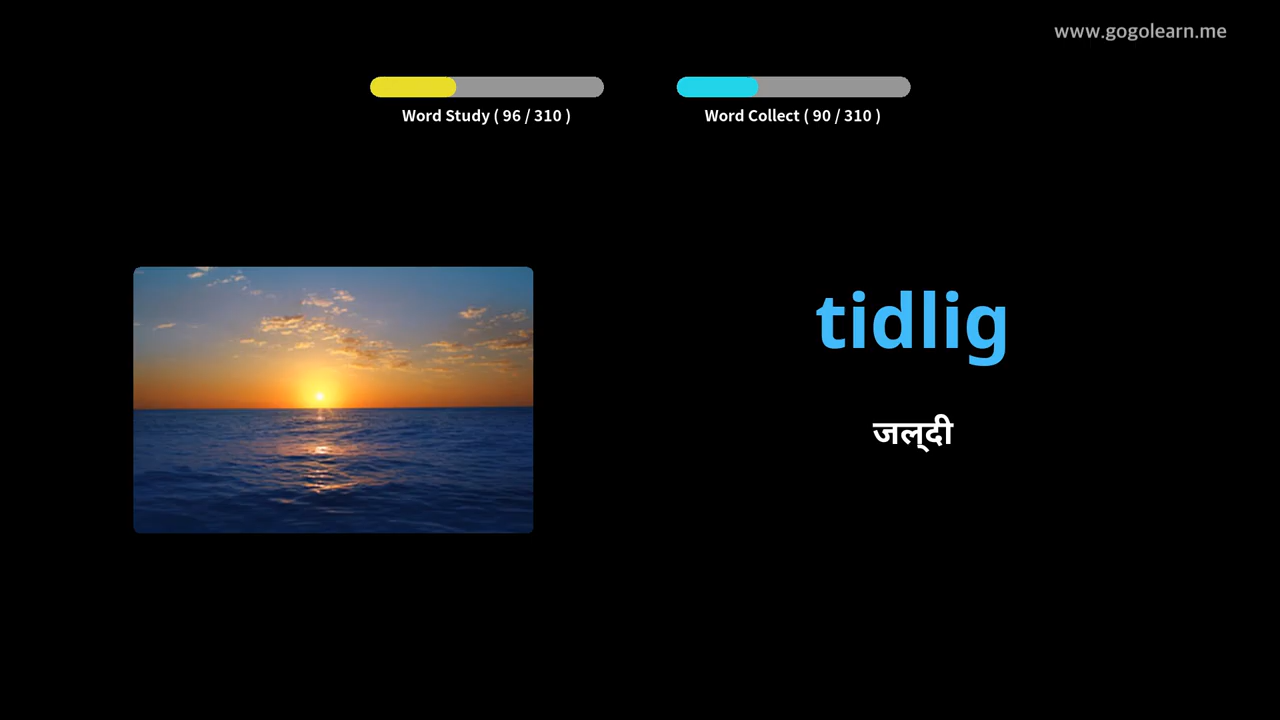 www.gogolearn.me
Word Study ( 96 / 310 )
Word Collect ( 90 / 310 )
tidlig
जल्दी